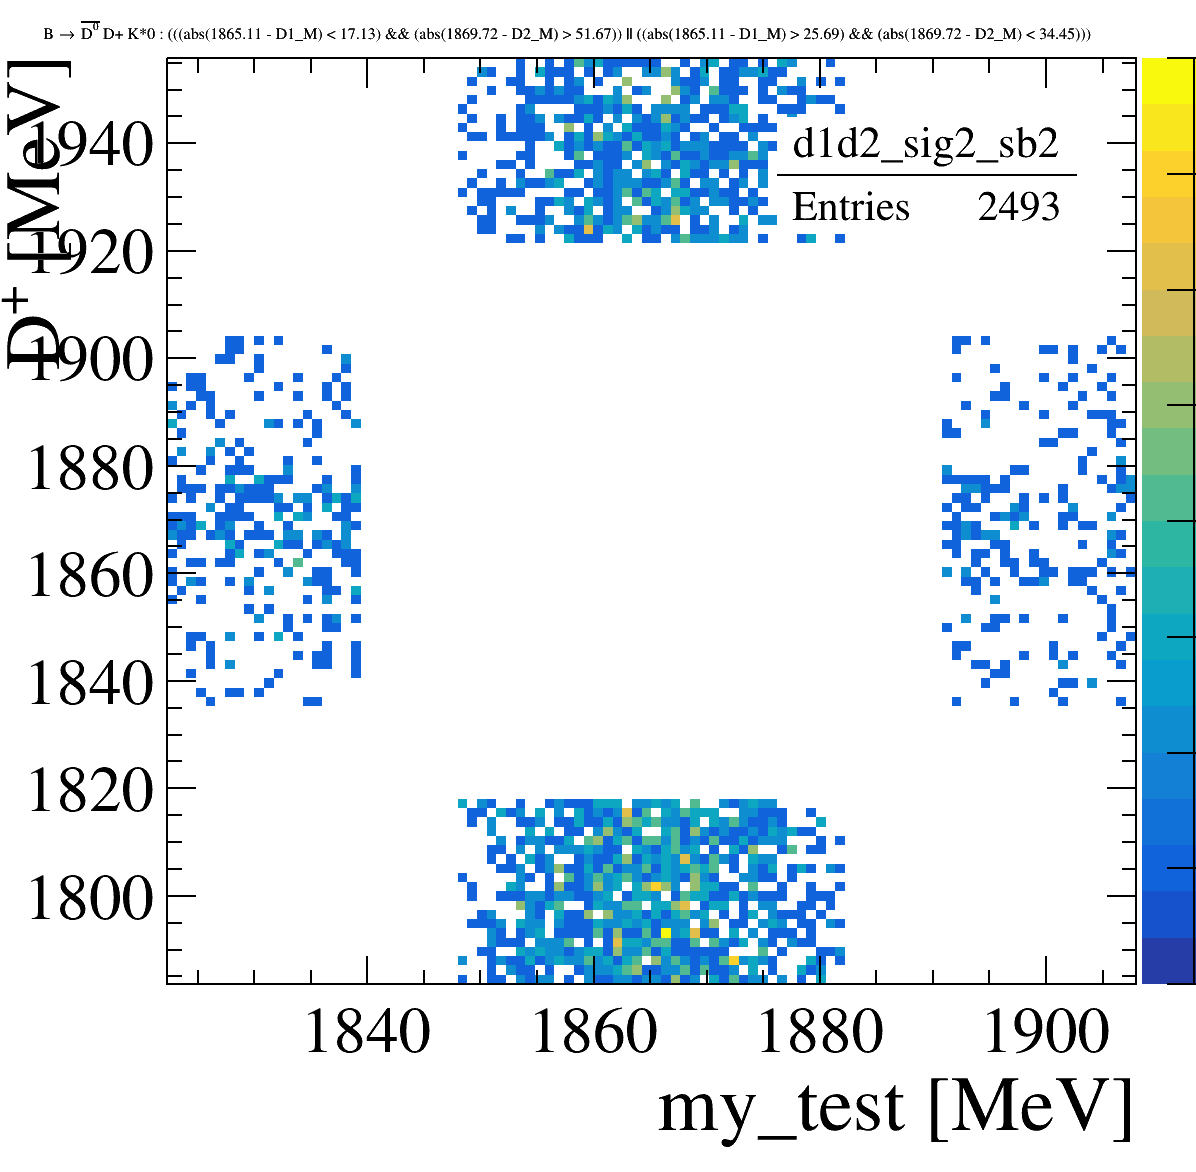 B → D⁰ D+ K*0 : (((abs(1865.11 - D1_M) < 17.13) && (abs(1869.72 - D2_M) > 51.67)) || ((abs(1865.11 - D1_M) > 25.69) && (abs(1869.72 - D2_M) < 34.45)))
D⁺ [MeV]
1940
1920
1900
1880
1860
1840
1820
1800
d1d2_sig2_sb2
Entries 2493
1840 1860 1880 1900
my_test [MeV]